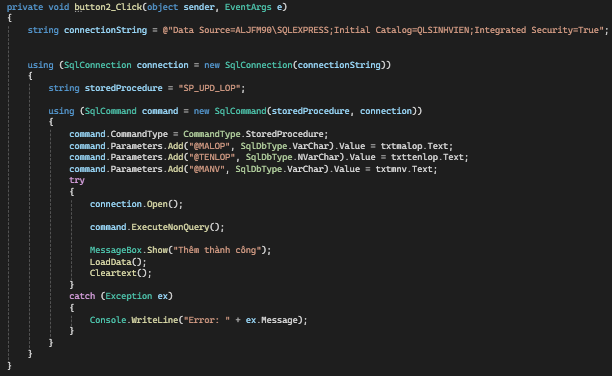 private void button2_Click(object sender, EventArgs e)
{
string connectionString = @"Data Source=ALJFM90\SQLEXPRESS;Initial Catalog=QLSINHVIEN;Integrated Security=True";
using (SqlConnection connection = new SqlConnection(connectionString))
{
string storedProcedure = "SP_UPD_LOP";
using (SqlCommand command = new SqlCommand(storedProcedure, connection))
{
command.CommandType = CommandType.StoredProcedure;
command.Parameters.Add("@MALOP", SqlDbType.VarChar).Value = txtmalop.Text;
command.Parameters.Add("@TENLOP", SqlDbType.NVarChar).Value = txttenlop.Text;
command.Parameters.Add("@MANV", SqlDbType.VarChar).Value = txtmnv.Text;
try
{
connection.Open();
command.ExecuteNonQuery();
MessageBox.Show("Thêm thành công");
LoadData();
Cleartext();
}
catch (Exception ex)
{
Console.WriteLine("Error: " + ex.Message);
}
}
}
}